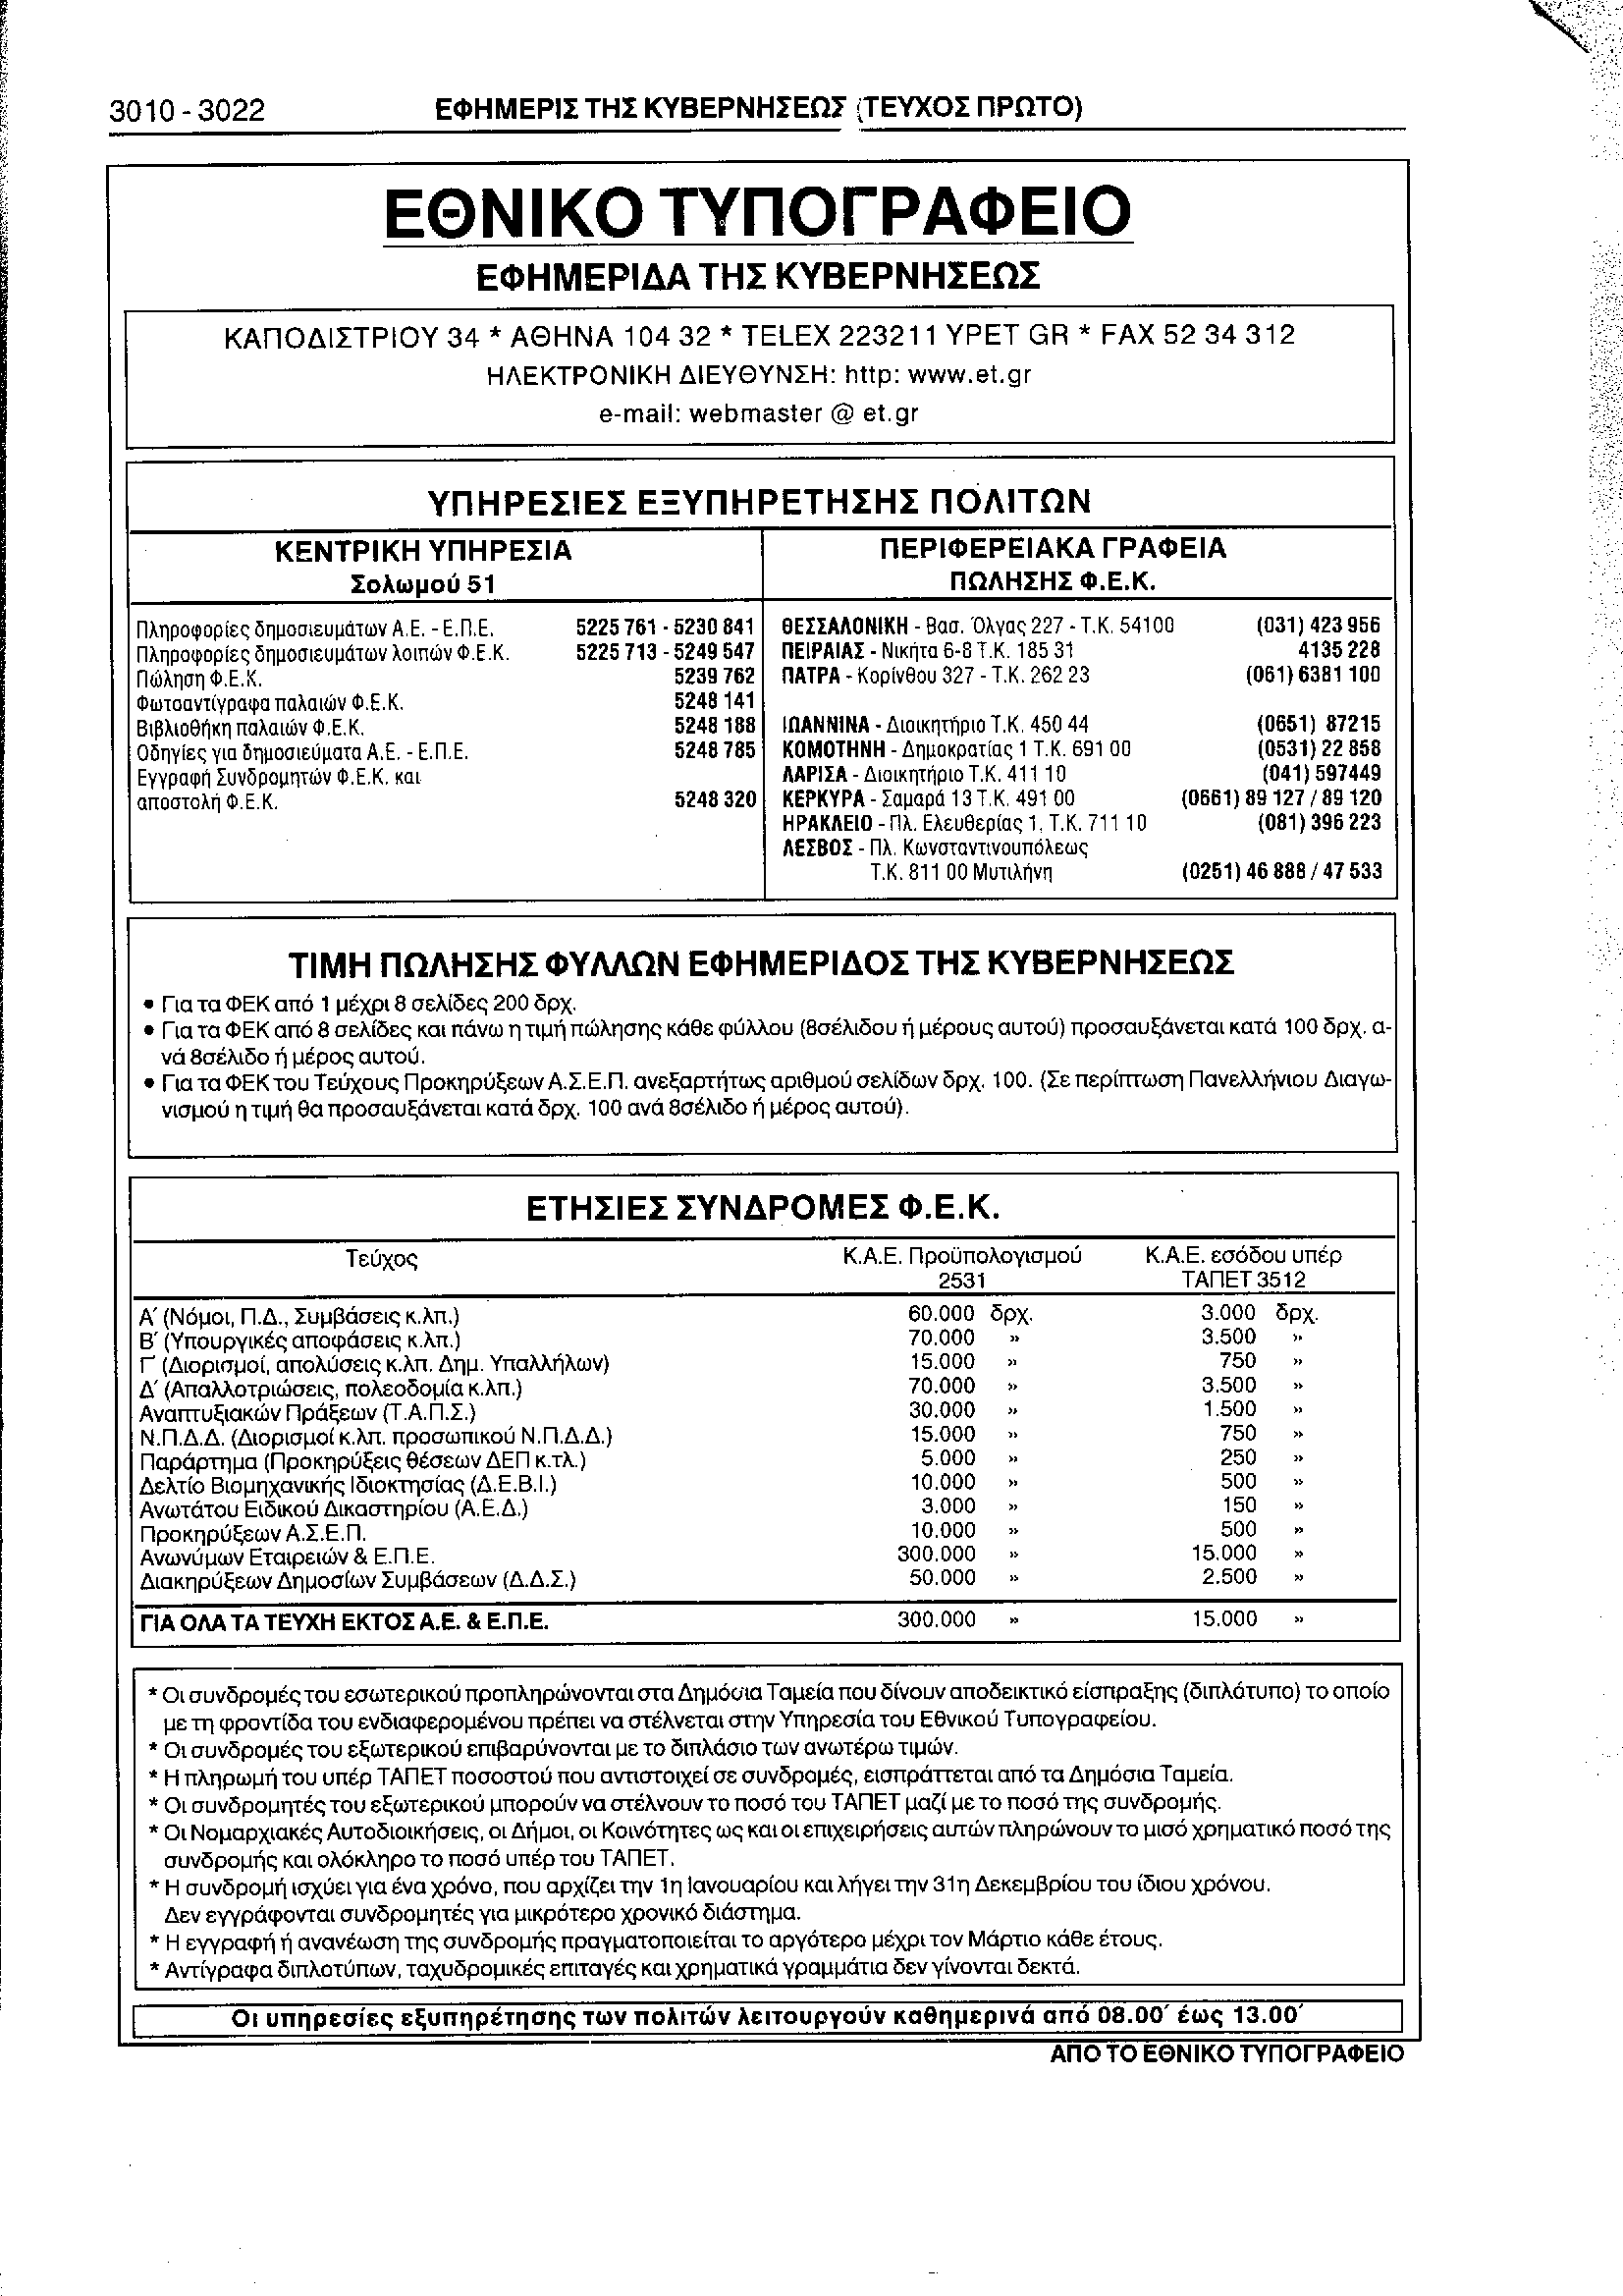 3010 - 3022 ΕΦΗΜΕΡΙΣ ΤΗΣ ΚΥΒΕΡΝΗΣΕΩΣ (ΤΕΥΧΟΣ ΠΡΩΤΟ)
ΕΘΝΙΚΟ ΤΥΠΟΓΡΑΦΕΙΟ
ΕΦΗΜΕΡΙΔΑ ΤΗΣ ΚΥΒΕΡΝΗΣΕΩΣ
ΚΑΠΟΔΙΣΤΡΙΟΥ 34 * ΑΘΗΝΑ 104 32 * TELEX 223211 YPET GR * FAX 52 34 312
ΗΛΕΚΤΡΟΝΙΚΗ ΔΙΕΥΘΥΝΣΗ: http: www.et.gr
e-mail: webmaster @ et.gr
ΥΠΗΡΕΣΙΕΣ ΕΞΥΠΗΡΕΤΗΣΗΣ ΠΟΛΙΤΩΝ
ΚΕΝΤΡΙΚΗ ΥΠΗΡΕΣΙΑ
Σολωμού 51
Πληροφορίες δημοσιευμάτων Α.Ε. - Ε.Π.Ε. 5225 761 - 5230 841
Πληροφορίες δημοσιευμάτων λοιπών Φ.Ε.Κ. 5225 713 - 5249 547
Πώληση Φ.Ε.Κ. 5239 762
Φωτοαντίγραφα παλαιών Φ.Ε.Κ. 5248 141
Βιβλιοθήκη παλαιών Φ.Ε.Κ. 5248 188
Οδηγίες για δημοσιεύματα Α.Ε. - Ε.Π.Ε. 5248 785
Εγγραφή Συνδρομητών Φ.Ε.Κ. και
αποστολή Φ.Ε.Κ. 5248 320
ΠΕΡΙΦΕΡΕΙΑΚΑ ΓΡΑΦΕΙΑ
ΠΩΛΗΣΗΣ Φ.Ε.Κ.
ΘΕΣΣΑΛΟΝΙΚΗ - Βασ. Όλγας 227 - Τ.Κ. 54100 (031) 423 956
ΠΕΙΡΑΙΑΣ - Νικήτα 6-8 Τ.Κ. 185 31 4135 228
ΠΑΤΡΑ - Κορίνθου 327 - Τ.Κ. 262 23 (061) 6381 100
ΙΩΑΝΝΙΝΑ - Διοικητήριο Τ.Κ. 450 44 (0651) 87215
ΚΟΜΟΤΗΝΗ - Δημοκρατίας 1 Τ.Κ. 691 00 (0531) 22 858
ΛΑΡΙΣΑ - Διοικητήριο Τ.Κ. 411 10 (041) 597449
ΚΕΡΚΥΡΑ - Σαμαρά 13 Τ.Κ. 491 00 (0661) 89 127 / 89 120
ΗΡΑΚΛΕΙΟ - Πλ. Ελευθερίας 1, Τ.Κ. 711 10 (081) 396 223
ΛΕΣΒΟΣ - Πλ. Κωνσταντινουπόλεως
Τ.Κ. 811 00 Μυτιλήνη (0251) 46 888 / 47 533
ΤΙΜΗ ΠΩΛΗΣΗΣ ΦΥΛΛΩΝ ΕΦΗΜΕΡΙΔΟΣ ΤΗΣ ΚΥΒΕΡΝΗΣΕΩΣ
• Για τα ΦΕΚ από 1 μέχρι 8 σελίδες 200 δρχ.
• Για τα ΦΕΚ από 8 σελίδες και πάνω η τιμή πώλησης κάθε φύλλου (8σέλιδου ή μέρους αυτού) προσαυξάνεται κατά 100 δρχ. α-
νά 8σέλιδο ή μέρος αυτού.
• Για τα ΦΕΚ του Τεύχους Προκηρύξεων Α.Σ.Ε.Π. ανεξαρτήτως αριθμού σελίδων δρχ. 100. (Σε περίπτωση Πανελλήνιου Διαγω-
νισμού η τιμή θα προσαυξάνεται κατά δρχ. 100 ανά 8σέλιδο ή μέρος αυτού).
ΕΤΗΣΙΕΣ ΣΥΝΔΡΟΜΕΣ Φ.Ε.Κ.
Τεύχος Κ.Α.Ε. Προϋπολογισμού Κ.Α.Ε. εσόδου υπέρ
2531 ΤΑΠΕΤ 3512
Α΄ (Νόμοι, Π.Δ., Συμβάσεις κ.λπ.) 60.000 δρχ. 3.000 δρχ.
Β΄ (Υπουργικές αποφάσεις κ.λπ.) 70.000 » 3.500 »
Γ΄ (Διορισμοί, απολύσεις κ.λπ. Δημ. Υπαλλήλων) 15.000 » 750 »
Δ΄ (Απαλλοτριώσεις, πολεοδομία κ.λπ.) 70.000 » 3.500 »
Αναπτυξιακών Πράξεων (Τ.Α.Π.Σ.) 30.000 » 1.500 »
Ν.Π.Δ.Δ. (Διορισμοί κ.λπ. προσωπικού Ν.Π.Δ.Δ.) 15.000 » 750 »
Παράρτημα (Προκηρύξεις θέσεων ΔΕΠ κ.τλ.) 5.000 » 250 »
Δελτίο Βιομηχανικής Ιδιοκτησίας (Δ.Ε.Β.Ι.) 10.000 » 500 »
Ανωτάτου Ειδικού Δικαστηρίου (Α.Ε.Δ.) 3.000 » 150 »
Προκηρύξεων Α.Σ.Ε.Π. 10.000 » 500 »
Ανωνύμων Εταιρειών & Ε.Π.Ε. 300.000 » 15.000 »
Διακηρύξεων Δημοσίων Συμβάσεων (Δ.Δ.Σ.) 50.000 » 2.500 »
ΓΙΑ ΟΛΑ ΤΑ ΤΕΥΧΗ ΕΚΤΟΣ Α.Ε. & Ε.Π.Ε. 300.000 » 15.000 »
* Οι συνδρομές του εσωτερικού προπληρώνονται στα Δημόσια Ταμεία που δίνουν αποδεικτικό είσπραξης (διπλότυπο) το οποίο
με τη φροντίδα του ενδιαφερομένου πρέπει να στέλνεται στην Υπηρεσία του Εθνικού Τυπογραφείου.
* Οι συνδρομές του εξωτερικού επιβαρύνονται με το διπλάσιο των ανωτέρω τιμών.
* Η πληρωμή του υπέρ ΤΑΠΕΤ ποσοστού που αντιστοιχεί σε συνδρομές, εισπράττεται από τα Δημόσια Ταμεία.
* Οι συνδρομητές του εξωτερικού μπορούν να στέλνουν το ποσό του ΤΑΠΕΤ μαζί με το ποσό της συνδρομής.
* Οι Νομαρχιακές Αυτοδιοικήσεις, οι Δήμοι, οι Κοινότητες ως και οι επιχειρήσεις αυτών πληρώνουν το μισό χρηματικό ποσό της
συνδρομής και ολόκληρο το ποσό υπέρ του ΤΑΠΕΤ.
* Η συνδρομή ισχύει για ένα χρόνο, που αρχίζει την 1η Ιανουαρίου και λήγει την 31η Δεκεμβρίου του ίδιου χρόνου.
Δεν εγγράφονται συνδρομητές για μικρότερο χρονικό διάστημα.
* Η εγγραφή ή ανανέωση της συνδρομής πραγματοποιείται το αργότερο μέχρι τον Μάρτιο κάθε έτους.
* Αντίγραφα διπλοτύπων, ταχυδρομικές επιταγές και χρηματικά γραμμάτια δεν γίνονται δεκτά.
Οι υπηρεσίες εξυπηρέτησης των πολιτών λειτουργούν καθημερινά από 08.00΄ έως 13.00΄
ΑΠΟ ΤΟ ΕΘΝΙΚΟ ΤΥΠΟΓΡΑΦΕΙΟ